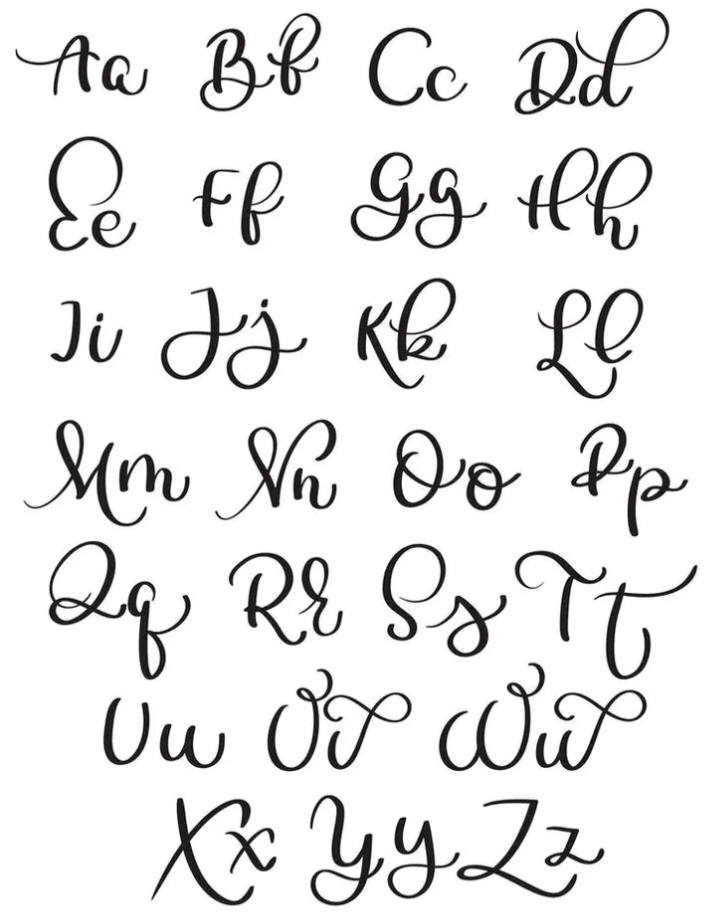 Aa Bb Cc Dd
Ee Ff Gg Hh
Ii Jj Kk Ll
Mm Nn Oo Pp
Qq Rr Ss Tt
Uu Vv Ww
Xx Yy Zz